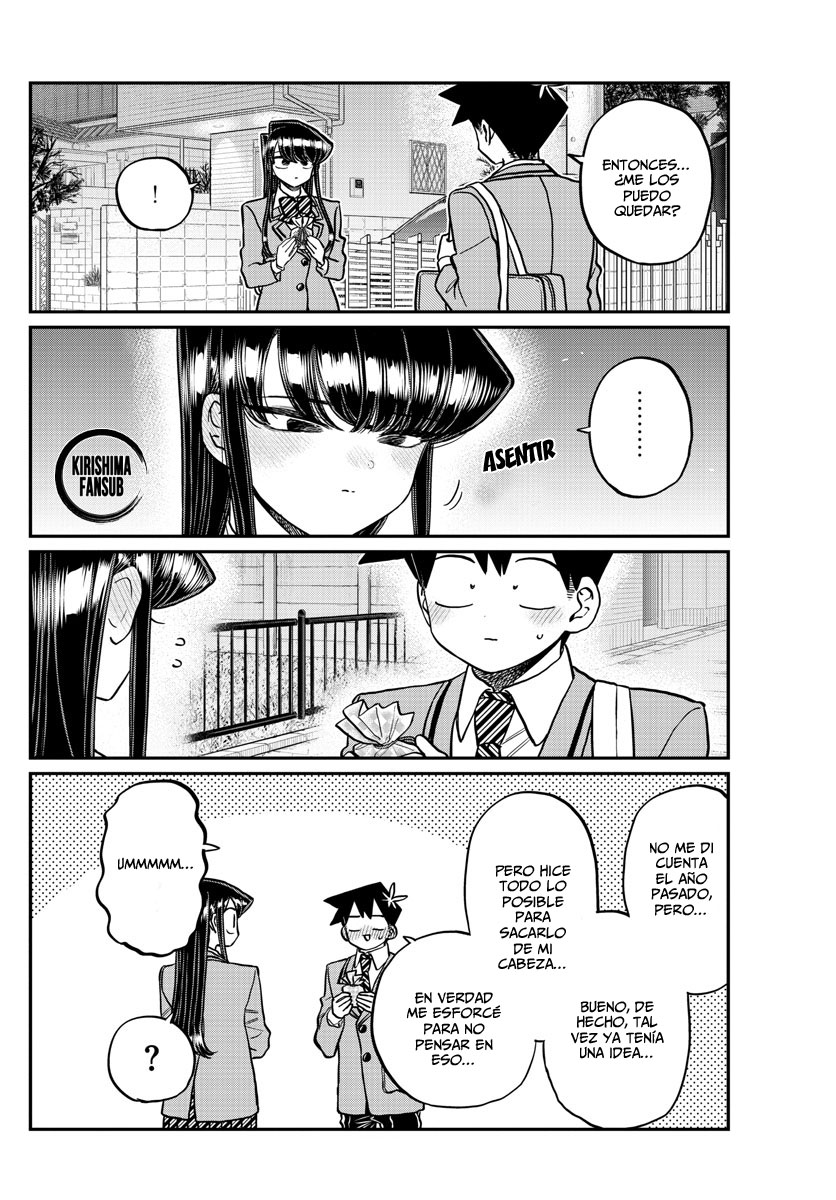 ENTONCES...
¿ME LOS
PUEDO
QUEDAR?
!
.........
ASENTIR
KIRISHIMA
FANSUB
NO ME DI
CUENTA
EL AÑO
PASADO,
PERO...
BUENO, DE
HECHO, TAL
VEZ YA TENÍA
UNA IDEA...
PERO HICE
TODO LO
POSIBLE
PARA
SACARLO
DE MI
CABEZA...
EN VERDAD
ME ESFORCÉ
PARA NO
PENSAR EN
ESO...
UMMMMM...
?